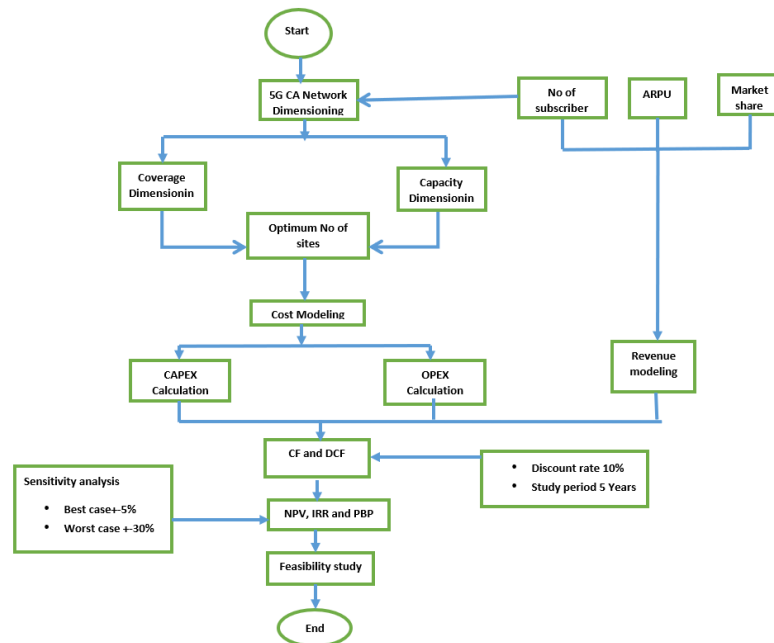 Start
5G CA Network
Dimensioning
No of
subscriber
ARPU
Market
share
Coverage
Dimensionin
Capacity
Dimensionin
Optimum No of
sites
Cost Modeling
CAPEX
Calculation
OPEX
Calculation
Revenue
modeling
CF and DCF
• Discount rate 10%
• Study period 5 Years
Sensitivity analysis
• Best case+-5%
• Worst case +-30%
NPV, IRR and PBP
Feasibility study
End